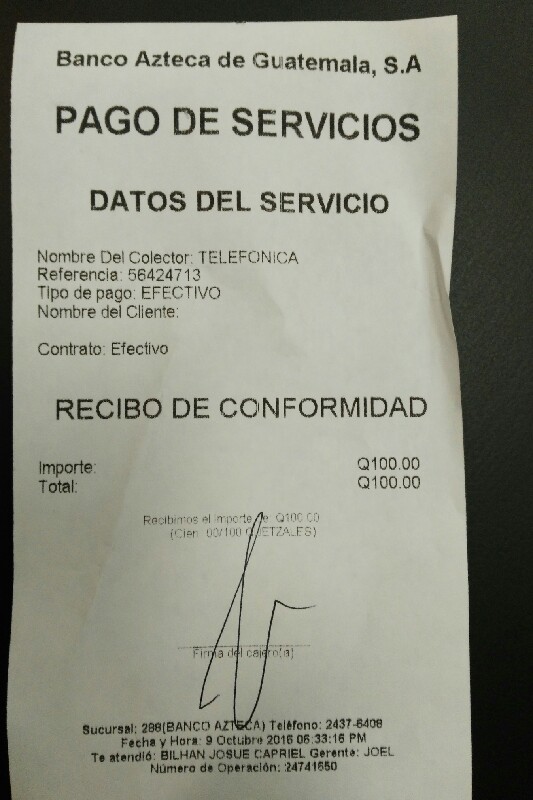 Banco Azteca de Guatemala, S.A
PAGO DE SERVICIOS
DATOS DEL SERVICIO
Nombre Del Colector: TELEFONICA
Referencia: 56424713
Tipo de pago: EFECTIVO
Nombre del Cliente:
Contrato: Efectivo
RECIBO DE CONFORMIDAD
Importe: Q100.00
Total: Q100.00
Recibimos el importe de Q100.00
(Cien 00/100 QUETZALES)
Firma del cajero(a)
Sucursal: 288(BANCO AZTECA) Teléfono: 2437-6408
Fecha y Hora: 9 Octubre 2016 06:33:16 PM
Te atendió: BILHAN JOSUE CAPRIEL Gerente: JOEL
Número de Operación: 24741650